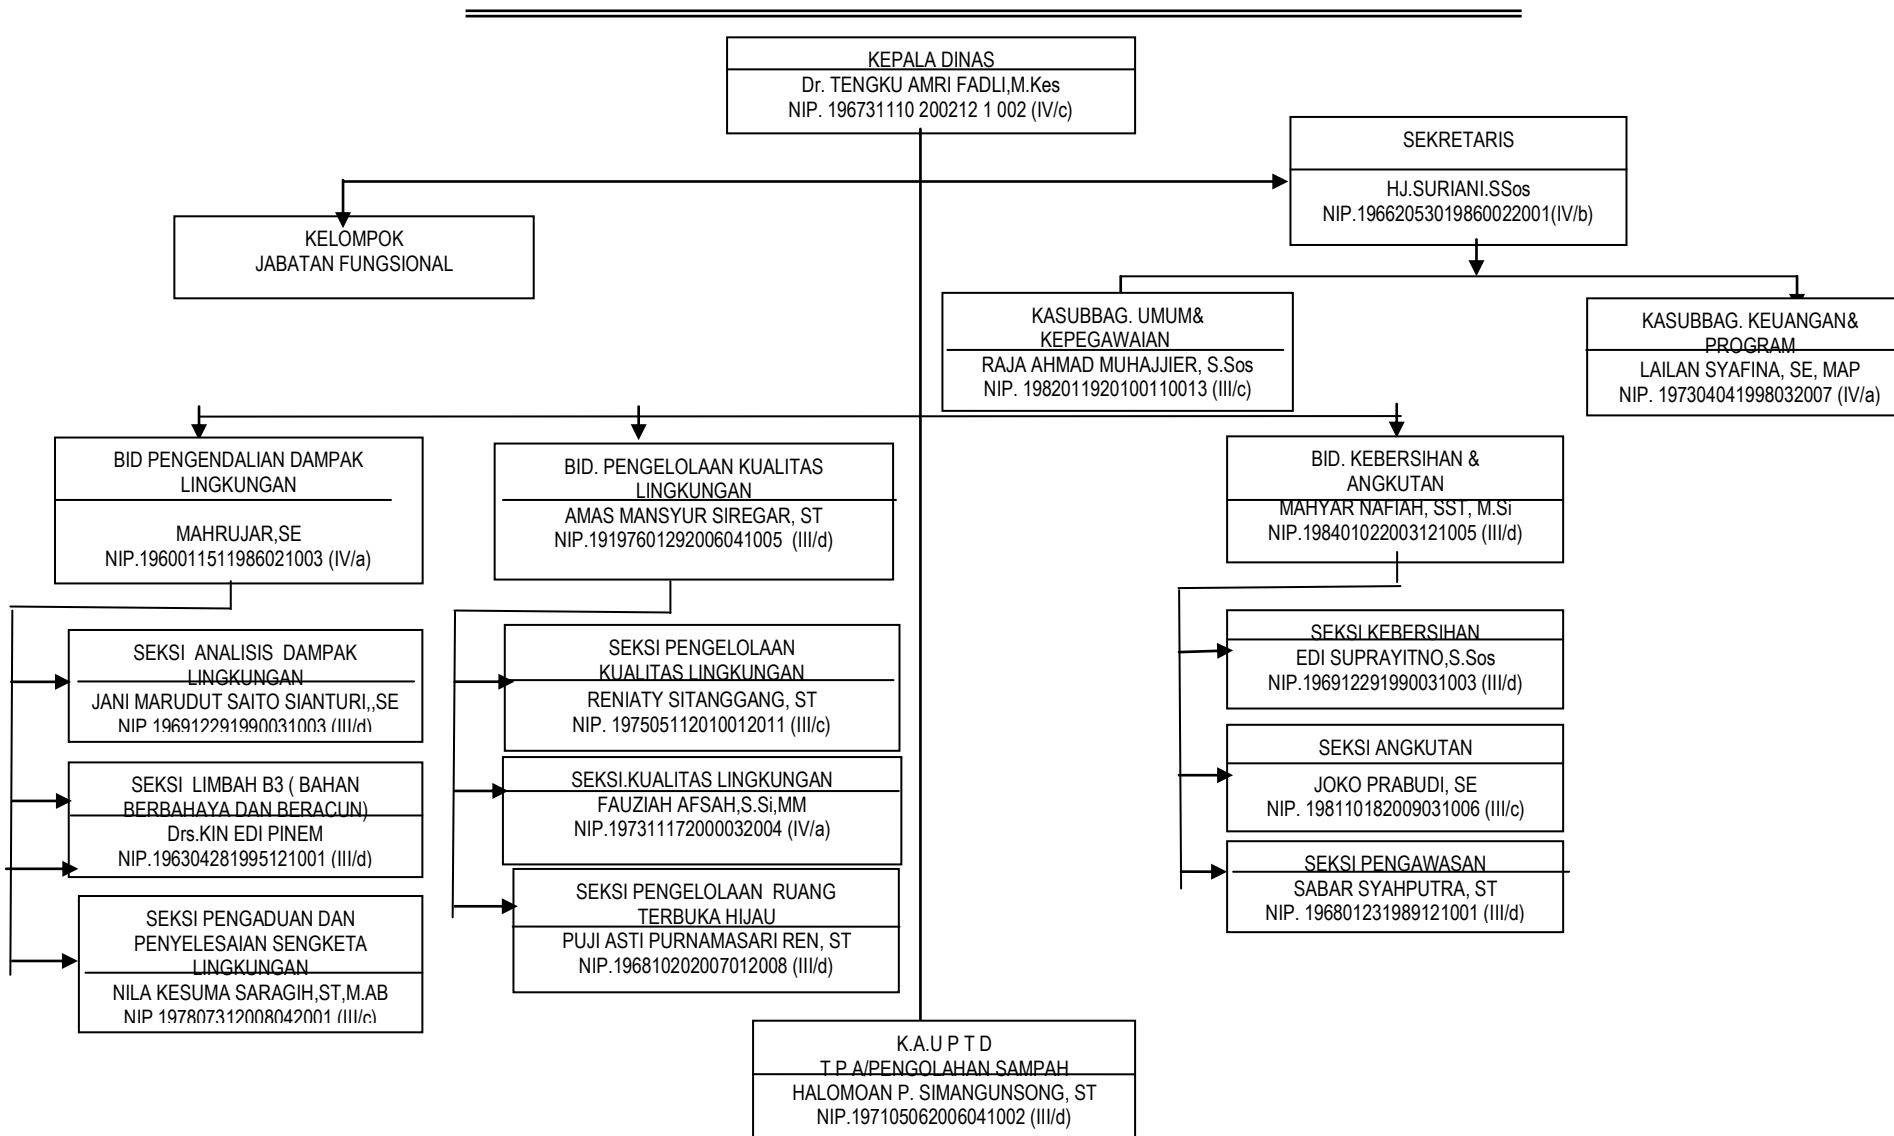 KEPALA DINAS
Dr. TENGKU AMRI FADLI,M.Kes
NIP. 196731110 200212 1 002 (IV/c)
SEKRETARIS
HJ.SURIANI.SSos
NIP.19662053019860022001(IV/b)
KELOMPOK
JABATAN FUNGSIONAL
KASUBBAG. UMUM&
KEPEGAWAIAN
RAJA AHMAD MUHAJJIER, S.Sos
NIP. 1982011920100110013 (III/c)
KASUBBAG. KEUANGAN&
PROGRAM
LAILAN SYAFINA, SE, MAP
NIP. 197304041998032007 (IV/a)
BID PENGENDALIAN DAMPAK
LINGKUNGAN
MAHRUJAR,SE
NIP.1960011511986021003 (IV/a)
BID. PENGELOLAAN KUALITAS
LINGKUNGAN
AMAS MANSYUR SIREGAR, ST
NIP.19197601292006041005 (III/d)
BID. KEBERSIHAN &
ANGKUTAN
MAHYAR NAFIAH, SST, M.Si
NIP.198401022003121005 (III/d)
SEKSI ANALISIS DAMPAK
LINGKUNGAN
JANI MARUDUT SAITO SIANTURI,,SE
NIP.196912291990031003 (III/d)
SEKSI LIMBAH B3 ( BAHAN
BERBAHAYA DAN BERACUN)
Drs.KIN EDI PINEM
NIP.196304281995121001 (III/d)
SEKSI PENGADUAN DAN
PENYELESAIAN SENGKETA
LINGKUNGAN
NILA KESUMA SARAGIH,ST,M.AB
NIP.197807312008042001 (III/c)
SEKSI PENGELOLAAN
KUALITAS LINGKUNGAN
RENIATY SITANGGANG, ST
NIP. 197505112010012011 (III/c)
SEKSI.KUALITAS LINGKUNGAN
FAUZIAH AFSAH,S.Si,MM
NIP.197311172000032004 (IV/a)
SEKSI PENGELOLAAN RUANG
TERBUKA HIJAU
PUJI ASTI PURNAMASARI REN, ST
NIP.196810202007012008 (III/d)
SEKSI KEBERSIHAN
EDI SUPRAYITNO,S.Sos
NIP.196912291990031003 (III/d)
SEKSI ANGKUTAN
JOKO PRABUDI, SE
NIP. 198110182009031006 (III/c)
SEKSI PENGAWASAN
SABAR SYAHPUTRA, ST
NIP. 196801231989121001 (III/d)
K.A.U P T D
T P A/PENGOLAHAN SAMPAH
HALOMOAN P. SIMANGUNSONG, ST
NIP.197105062006041002 (III/d)